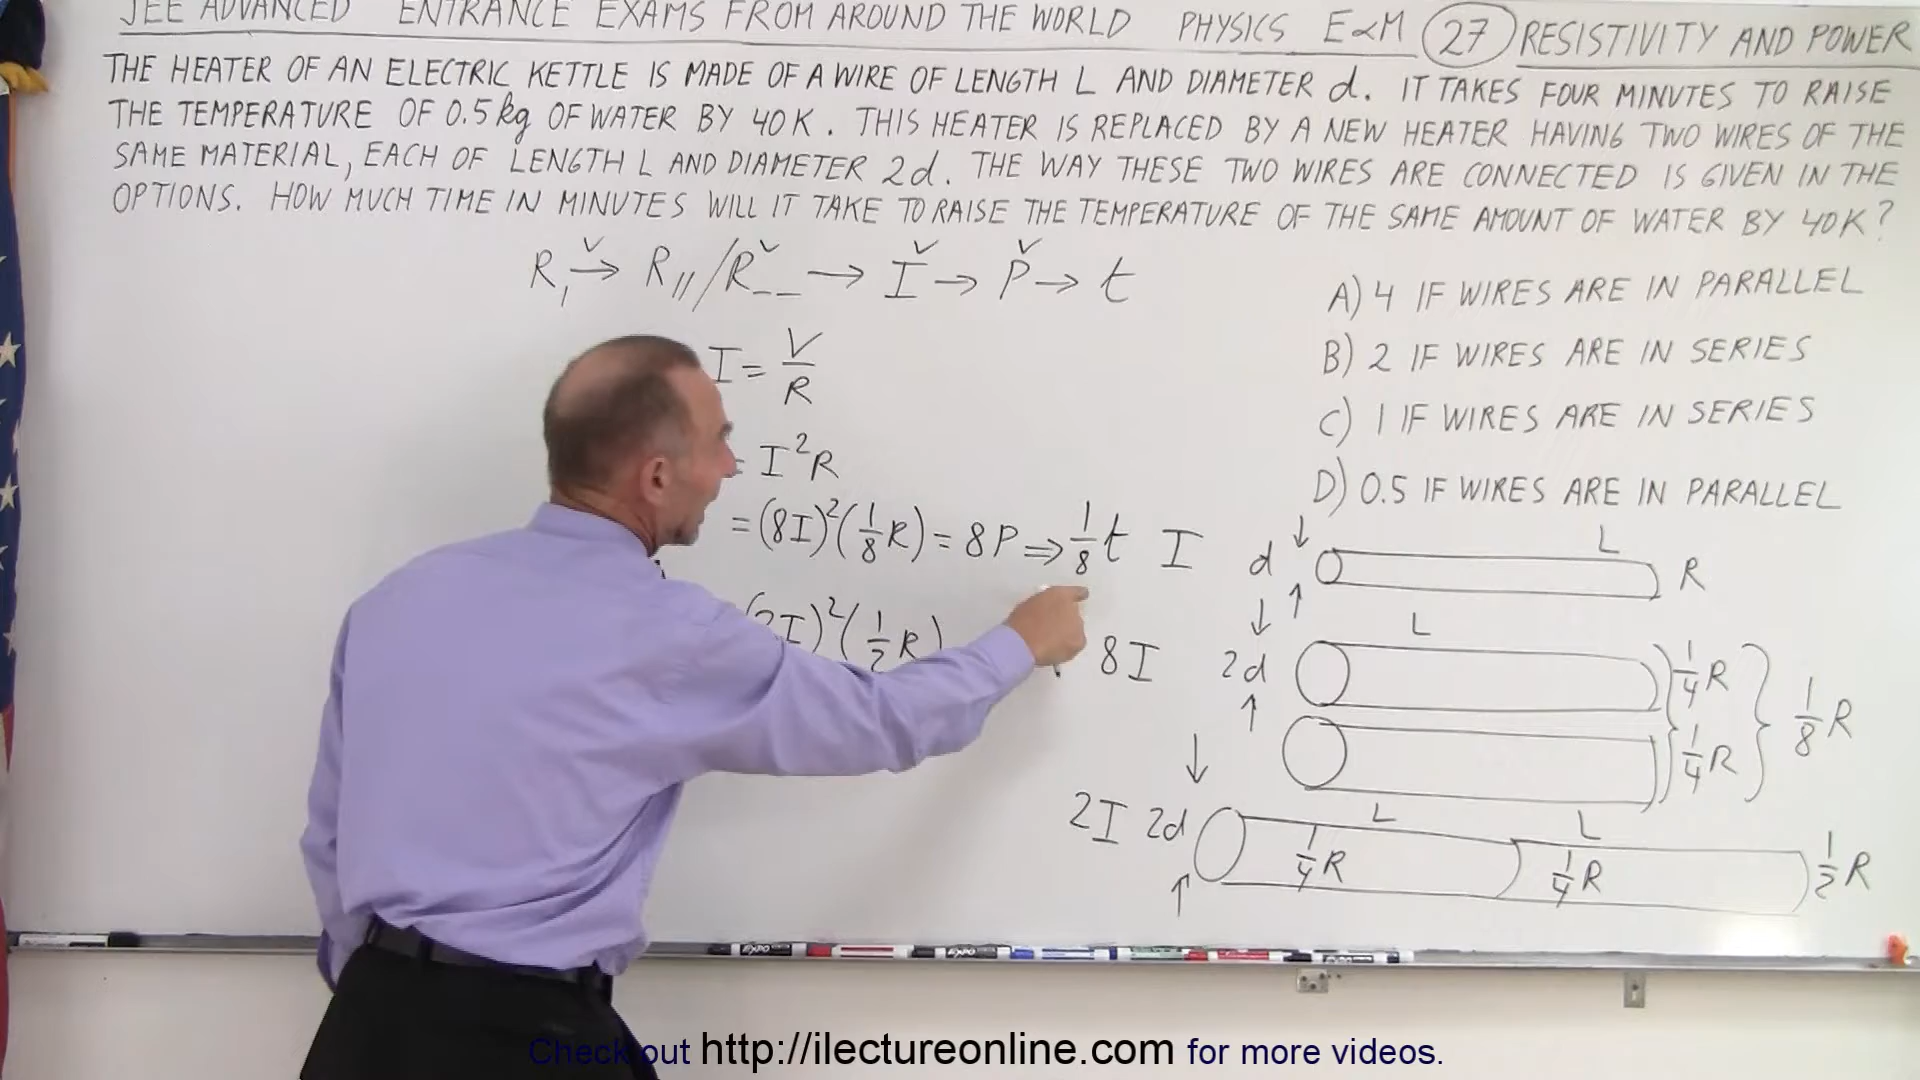 JEE ADVANCED ENTRANCE EXAMS FROM AROUND THE WORLD PHYSICS E&M 27 RESISTIVITY AND POWER
THE HEATER OF AN ELECTRIC KETTLE IS MADE OF A WIRE OF LENGTH L AND DIAMETER d. IT TAKES FOUR MINUTES TO RAISE
THE TEMPERATURE OF 0.5 kg OF WATER BY 40K. THIS HEATER IS REPLACED BY A NEW HEATER HAVING TWO WIRES OF THE
SAME MATERIAL, EACH OF LENGTH L AND DIAMETER 2d. THE WAY THESE TWO WIRES ARE CONNECTED IS GIVEN IN THE
OPTIONS. HOW MUCH TIME IN MINUTES WILL IT TAKE TO RAISE THE TEMPERATURE OF THE SAME AMOUNT OF WATER BY 40K?
R₁ → R∥/R__ → I → P → t
A) 4 IF WIRES ARE IN PARALLEL
B) 2 IF WIRES ARE IN SERIES
C) 1 IF WIRES ARE IN SERIES
D) 0.5 IF WIRES ARE IN PARALLEL
I = V/R
= I²R
= (8I)²(1/8 R) = 8P ⇒ 1/8 t
(2I)²(1/2 R)
I d L R
8I 2d L 1/4 R 1/8 R
1/4 R
2I 2d L L
1/4 R 1/4 R 1/2 R
EXPO
EXPO
Check out http://ilectureonline.com for more videos.